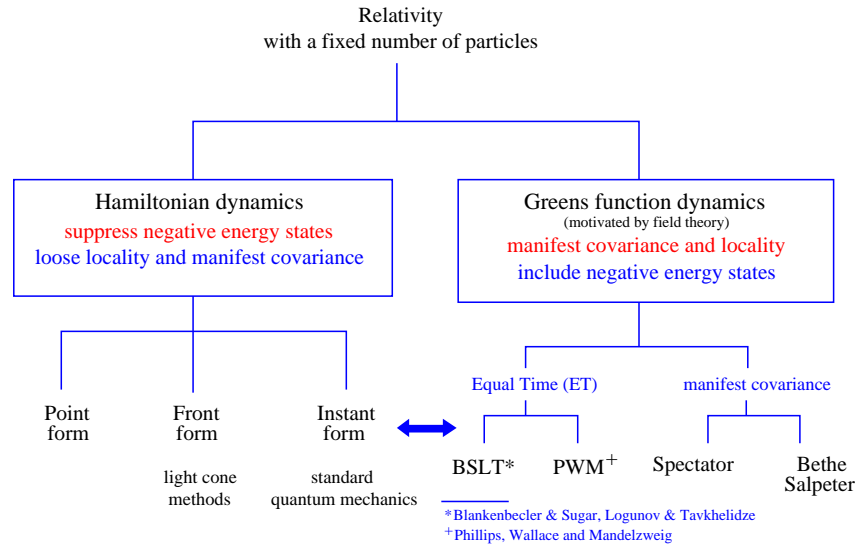 Relativity
with a fixed number of particles
Hamiltonian dynamics
suppress negative energy states
loose locality and manifest covariance
Greens function dynamics
(motivated by field theory)
manifest covariance and locality
include negative energy states
Equal Time (ET)
manifest covariance
Point
form
Front
form
Instant
form
light cone
methods
standard
quantum mechanics
BSLT*
PWM+
Spectator
Bethe
Salpeter
*Blankenbecler & Sugar, Logunov & Tavkhelidze
+Phillips, Wallace and Mandelzweig